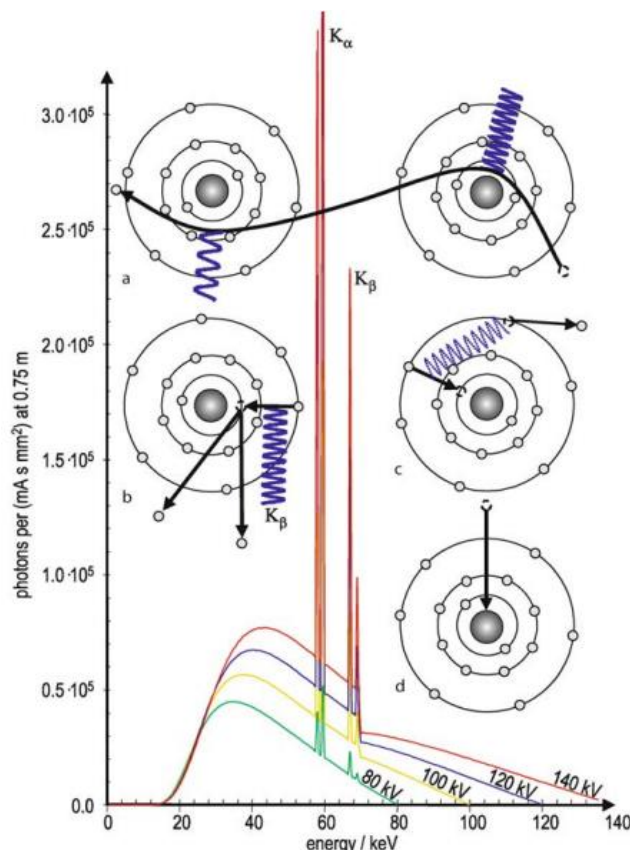 Kα
3.0·10⁵
2.5·10⁵
a
Kβ
2.0·10⁵
c
1.5·10⁵
b
Kβ
1.0·10⁵
d
0.5·10⁵
0.0
80 kV
100 kV
120 kV
140 kV
0 20 40 60 80 100 120 140
energy / keV
photons per (mA s mm²) at 0.75 m